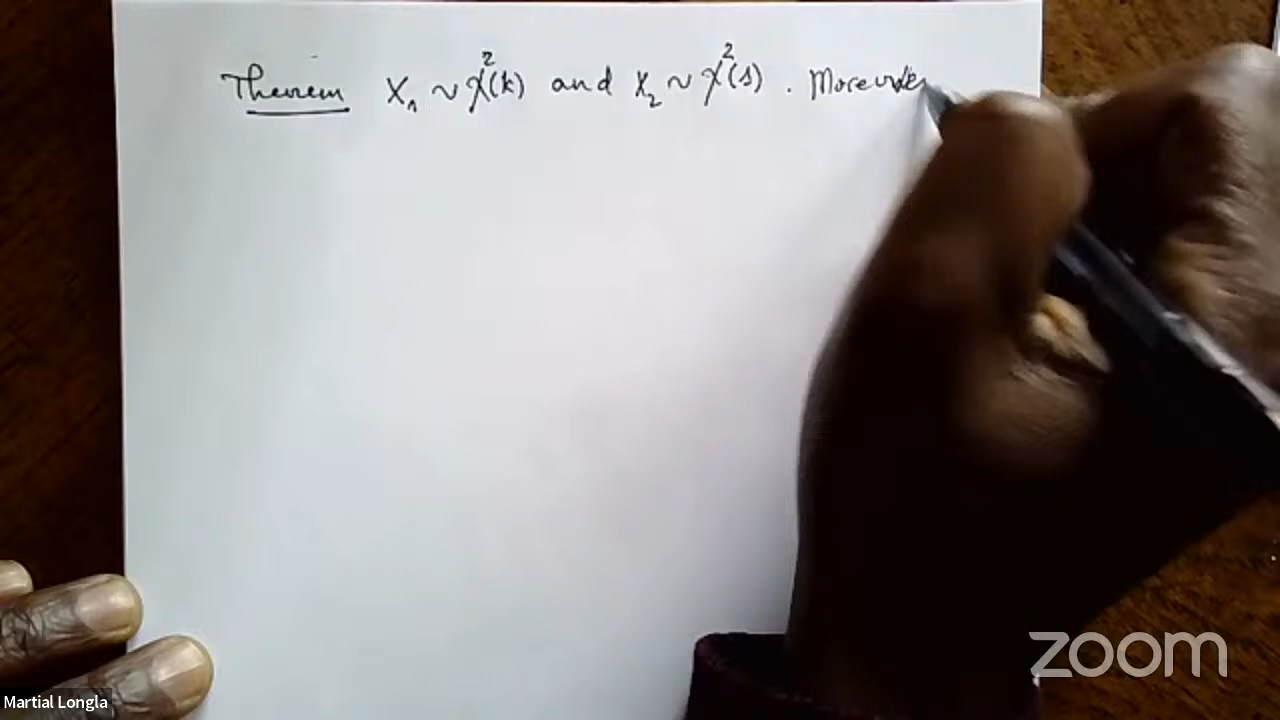 Theorem X₁ ~ χ²(k) and X₂ ~ χ²(s). Moreover
zoom
Martial Longla